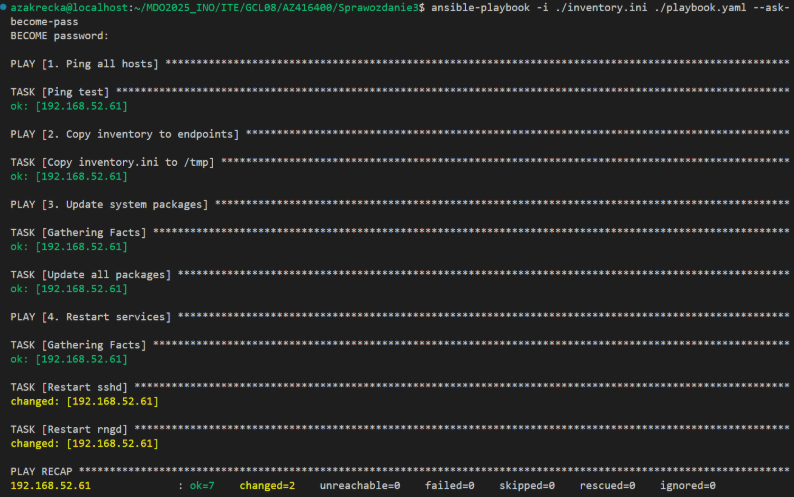 azakrecka@localhost:~/MDO2025_INO/ITE/GCL08/AZ416400/Sprawozdanie3$ ansible-playbook -i ./inventory.ini ./playbook.yaml --ask-
become-pass
BECOME password:
PLAY [1. Ping all hosts] ****************************************************************************************************
TASK [Ping test] ************************************************************************************************************
ok: [192.168.52.61]
PLAY [2. Copy inventory to endpoints] ***************************************************************************************
TASK [Copy inventory.ini to /tmp] *******************************************************************************************
ok: [192.168.52.61]
PLAY [3. Update system packages] ********************************************************************************************
TASK [Gathering Facts] ******************************************************************************************************
ok: [192.168.52.61]
TASK [Update all packages] **************************************************************************************************
ok: [192.168.52.61]
PLAY [4. Restart services] **************************************************************************************************
TASK [Gathering Facts] ******************************************************************************************************
ok: [192.168.52.61]
TASK [Restart sshd] *********************************************************************************************************
changed: [192.168.52.61]
TASK [Restart rngd] *********************************************************************************************************
changed: [192.168.52.61]
PLAY RECAP ******************************************************************************************************************
192.168.52.61 : ok=7 changed=2 unreachable=0 failed=0 skipped=0 rescued=0 ignored=0